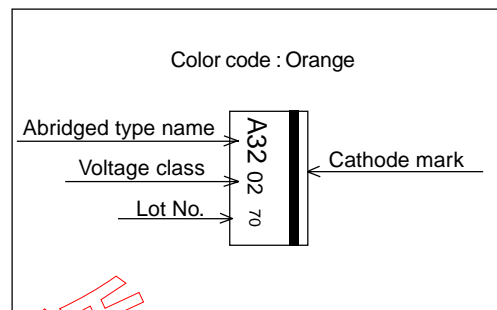 Color code : Orange
Abridged type name
Voltage class
Lot No.
A32 02 70
Cathode mark